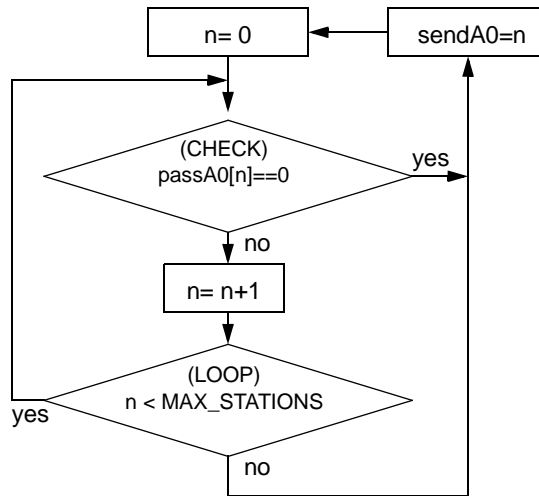 n= 0
sendA0=n
(CHECK)
passA0[n]==0
yes
no
n= n+1
(LOOP)
n < MAX_STATIONS
yes
no